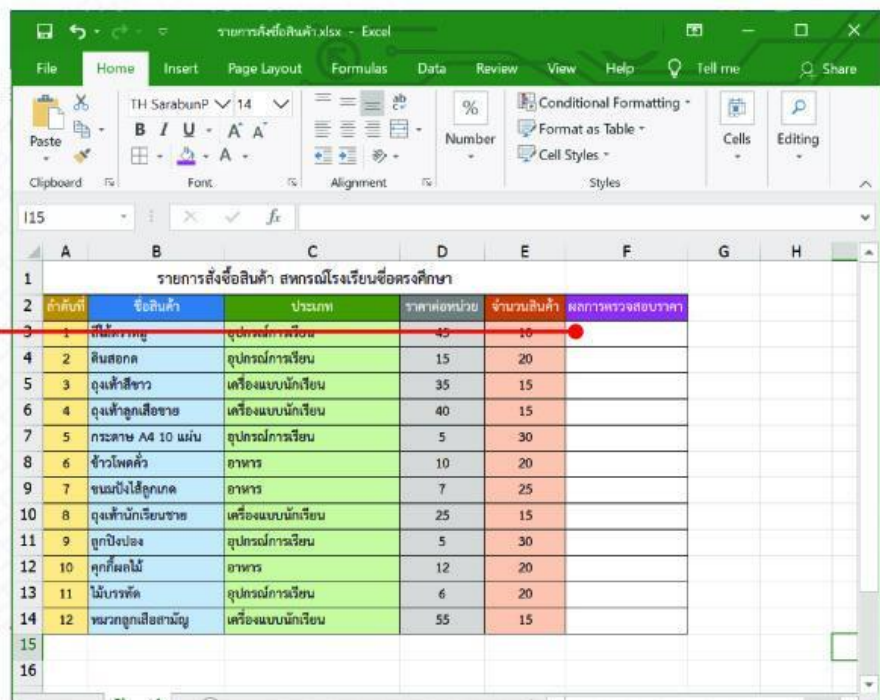 รายการสั่งซื้อสินค้า.xlsx - Excel
File Home Insert Page Layout Formulas Data Review View Help Tell me Share
Paste
TH SarabunP 14
B I U A A
A
ab
%
Number
Conditional Formatting
Format as Table
Cell Styles
Cells
Editing
Clipboard Font Alignment Styles
I15 fx
A B C D E F G H
1 รายการสั่งซื้อสินค้า สหกรณ์โรงเรียนซื่อตรงศึกษา
2 ลำดับที่ ชื่อสินค้า ประเภท ราคาต่อหน่วย จำนวนสินค้า ผลการตรวจสอบราคา
3 1 อุปกรณ์การเรียน 45 10
4 2 ดินสอกด อุปกรณ์การเรียน 15 20
5 3 ถุงเท้าสีขาว เครื่องแบบนักเรียน 35 15
6 4 ถุงเท้าลูกเสือชาย เครื่องแบบนักเรียน 40 15
7 5 กระดาษ A4 10 แผ่น อุปกรณ์การเรียน 5 30
8 6 ข้าวโพดคั่ว อาหาร 10 20
9 7 ขนมปังไส้ลูกเกด อาหาร 7 25
10 8 ถุงเท้านักเรียนชาย เครื่องแบบนักเรียน 25 15
11 9 ลูกปิงปอง อุปกรณ์การเรียน 5 30
12 10 คุกกี้ผลไม้ อาหาร 12 20
13 11 ไม้บรรทัด อุปกรณ์การเรียน 6 20
14 12 หมวกลูกเสือสามัญ เครื่องแบบนักเรียน 55 15
15
16